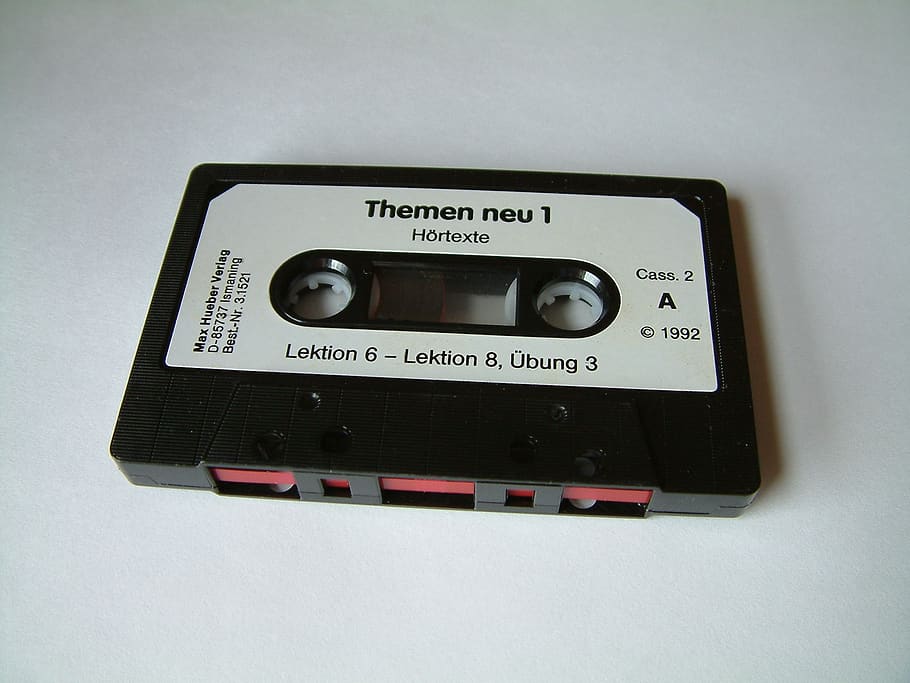 Themen neu 1
Hörtexte
Max Hueber Verlag
D-85737 Ismaning
Best-Nr. 3.1521
Cass. 2
A
© 1992
Lektion 6 – Lektion 8, Übung 3